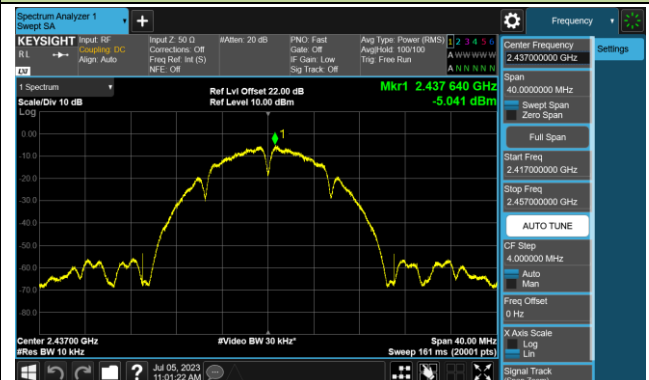 Spectrum Analyzer 1
Swept SA
Frequency
KEYSIGHT
RL
LXI
Input: RF
Coupling: DC
Align: Auto
Input Z: 50 Ω
Corrections: Off
Freq Ref: Int (S)
NFE: Off
#Atten: 20 dB
PNO: Fast
Gate: Off
IF Gain: Low
Sig Track: Off
Avg Type: Power (RMS)
Avg|Hold: 100/100
Trig: Free Run
1 2 3 4 5 6
A W W W W W
A N N N N N
1 Spectrum
Scale/Div 10 dB
Log
Ref Lvl Offset 22.00 dB
Ref Level 10.00 dBm
Mkr1 2.437 640 GHz
-5.041 dBm
1
0.00
-10.0
-20.0
-30.0
-40.0
-50.0
-60.0
-70.0
-80.0
Center 2.43700 GHz
#Res BW 10 kHz
#Video BW 30 kHz*
Span 40.00 MHz
Sweep 161 ms (20001 pts)
Jul 05, 2023
11:01:22 AM
Center Frequency
2.437000000 GHz
Settings
Span
40.0000000 MHz
Swept Span
Zero Span
Full Span
Start Freq
2.417000000 GHz
Stop Freq
2.457000000 GHz
AUTO TUNE
CF Step
4.000000 MHz
Auto
Man
Freq Offset
0 Hz
X Axis Scale
Log
Lin
Signal Track
(Span Zoom)